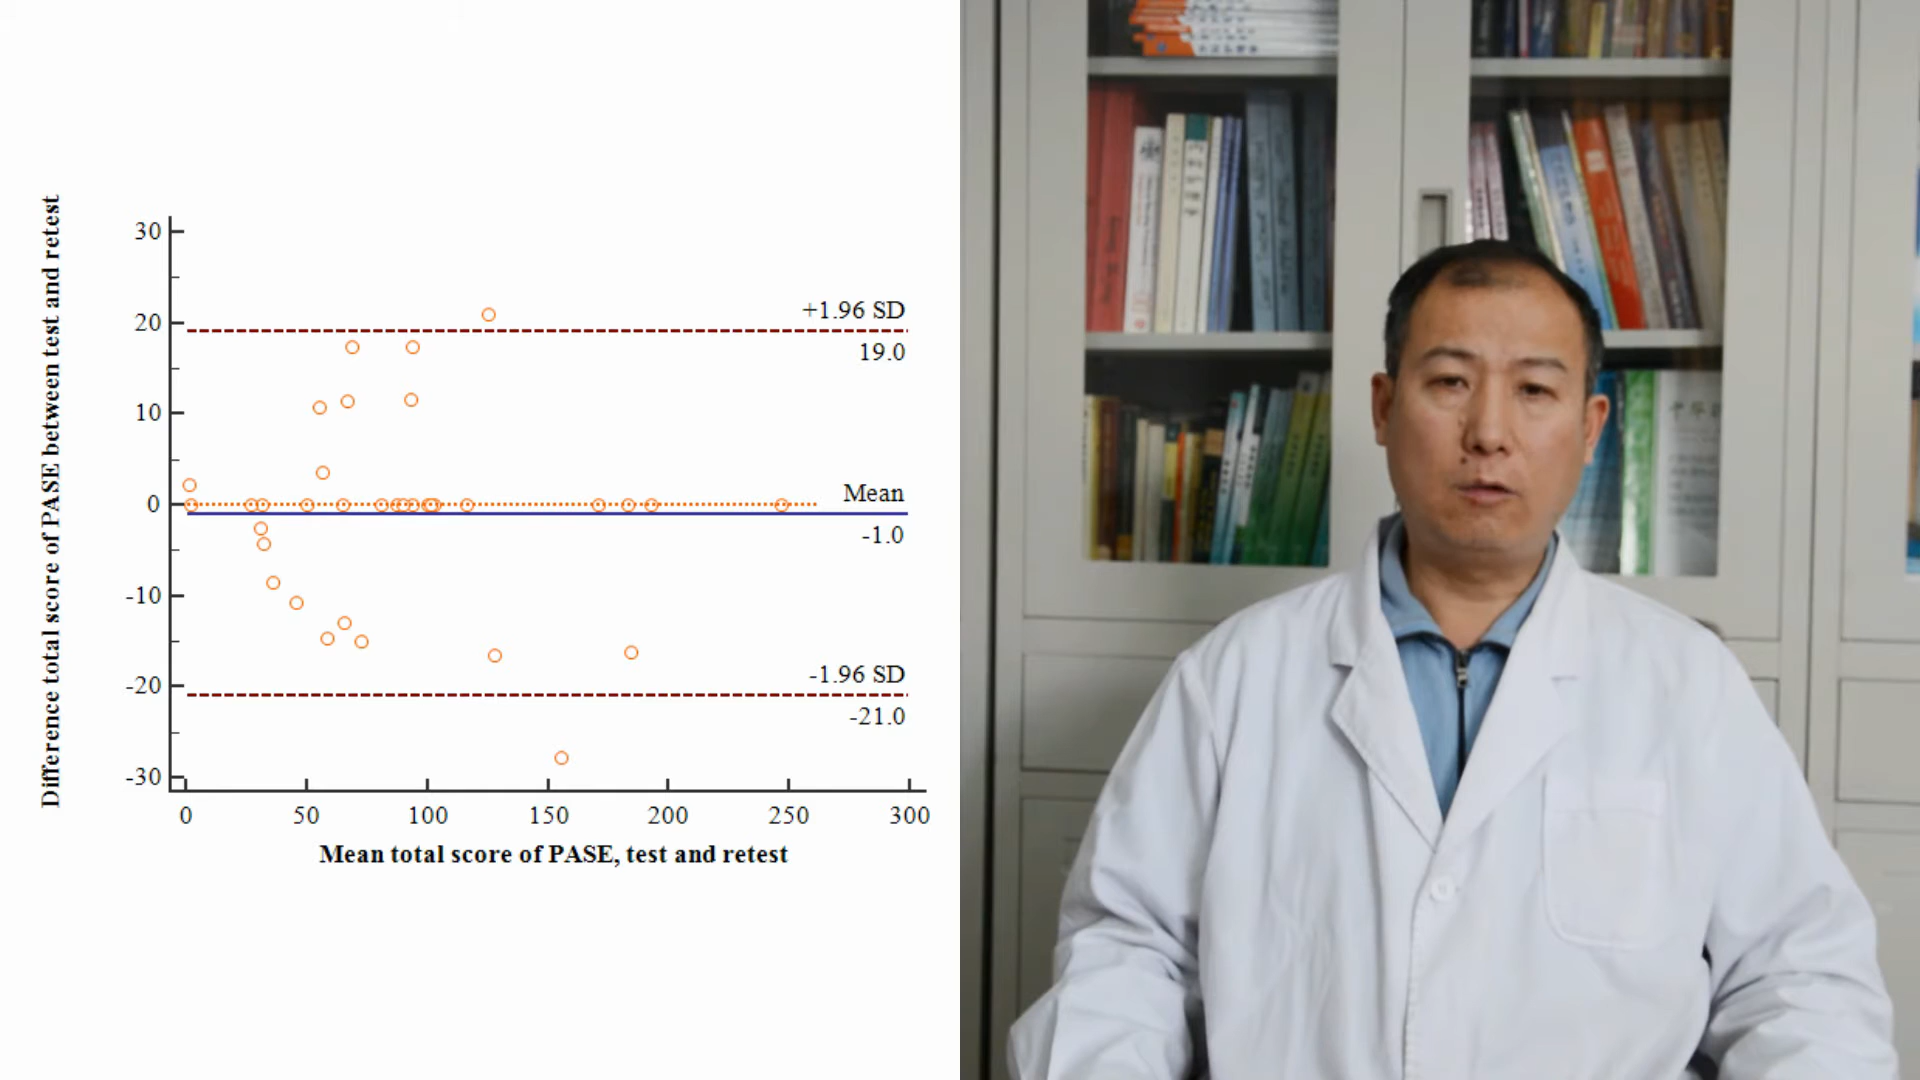 Difference total score of PASE between test and retest
30
20
10
0
-10
-20
-30
+1.96 SD
19.0
Mean
-1.0
-1.96 SD
-21.0
0 50 100 150 200 250 300
Mean total score of PASE, test and retest